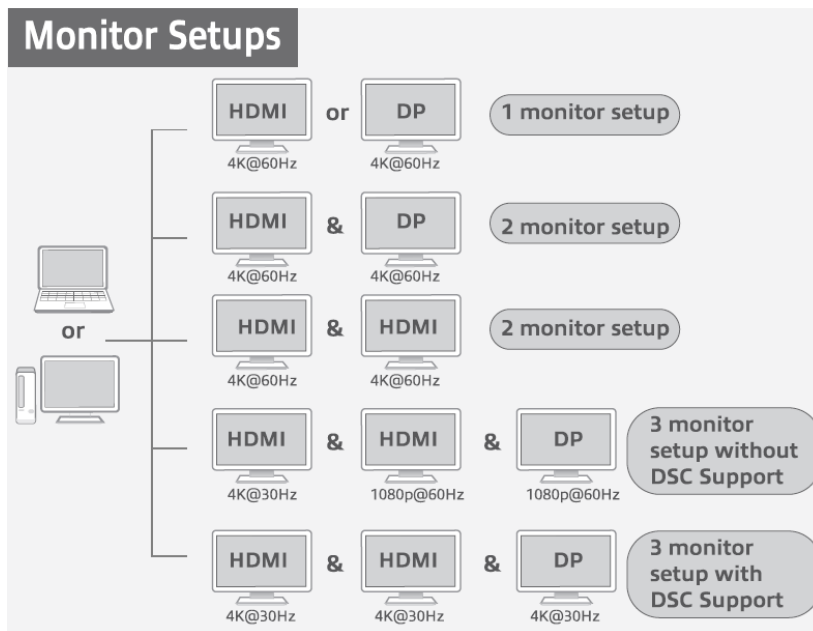 Monitor Setups
HDMI or DP 1 monitor setup
4K@60Hz 4K@60Hz
HDMI & DP 2 monitor setup
4K@60Hz 4K@60Hz
or
HDMI & HDMI 2 monitor setup
4K@60Hz 4K@60Hz
HDMI & HDMI & DP
4K@30Hz 1080p@60Hz 1080p@60Hz
3 monitor
setup without
DSC Support
HDMI & HDMI & DP
4K@30Hz 4K@30Hz 4K@30Hz
3 monitor
setup with
DSC Support